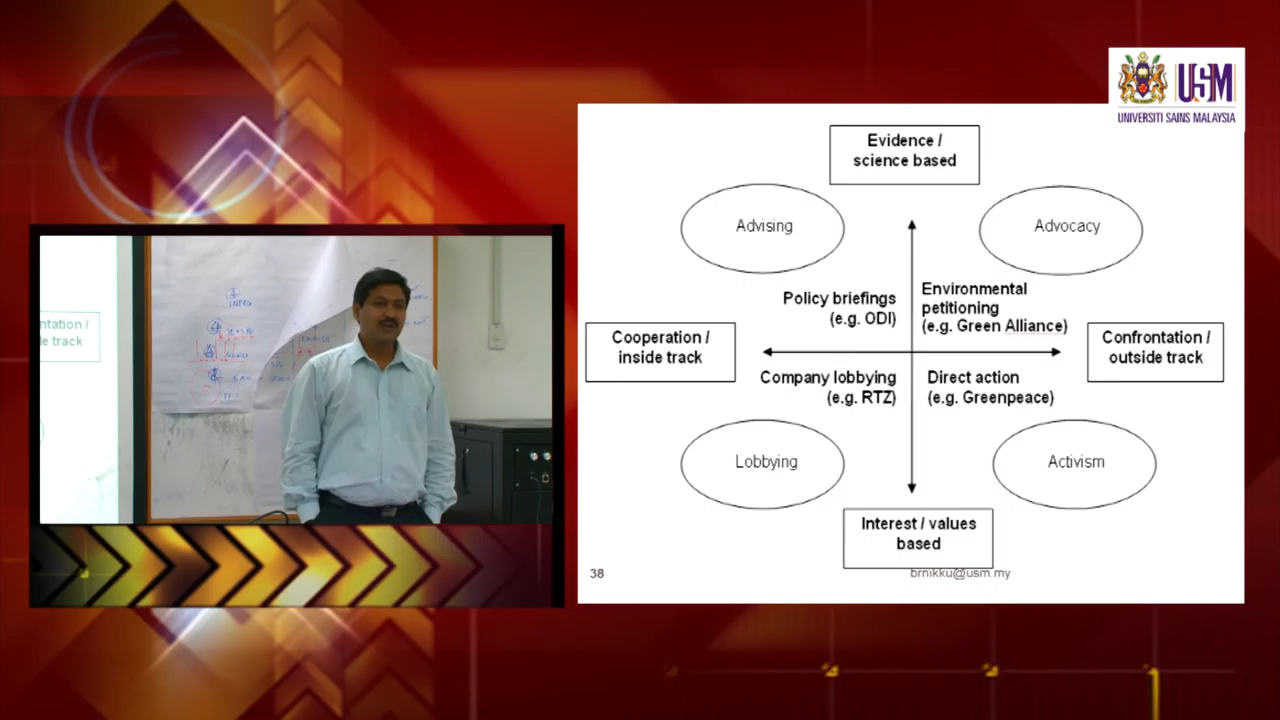 USM
UNIVERSITI SAINS MALAYSIA
Evidence /
science based
Advising
Advocacy
Policy briefings
(e.g. ODI)
Environmental
petitioning
(e.g. Green Alliance)
Cooperation /
inside track
Confrontation /
outside track
Company lobbying
(e.g. RTZ)
Direct action
(e.g. Greenpeace)
Lobbying
Activism
Interest / values
based
38
brnikku@usm.my
ntation /
le track